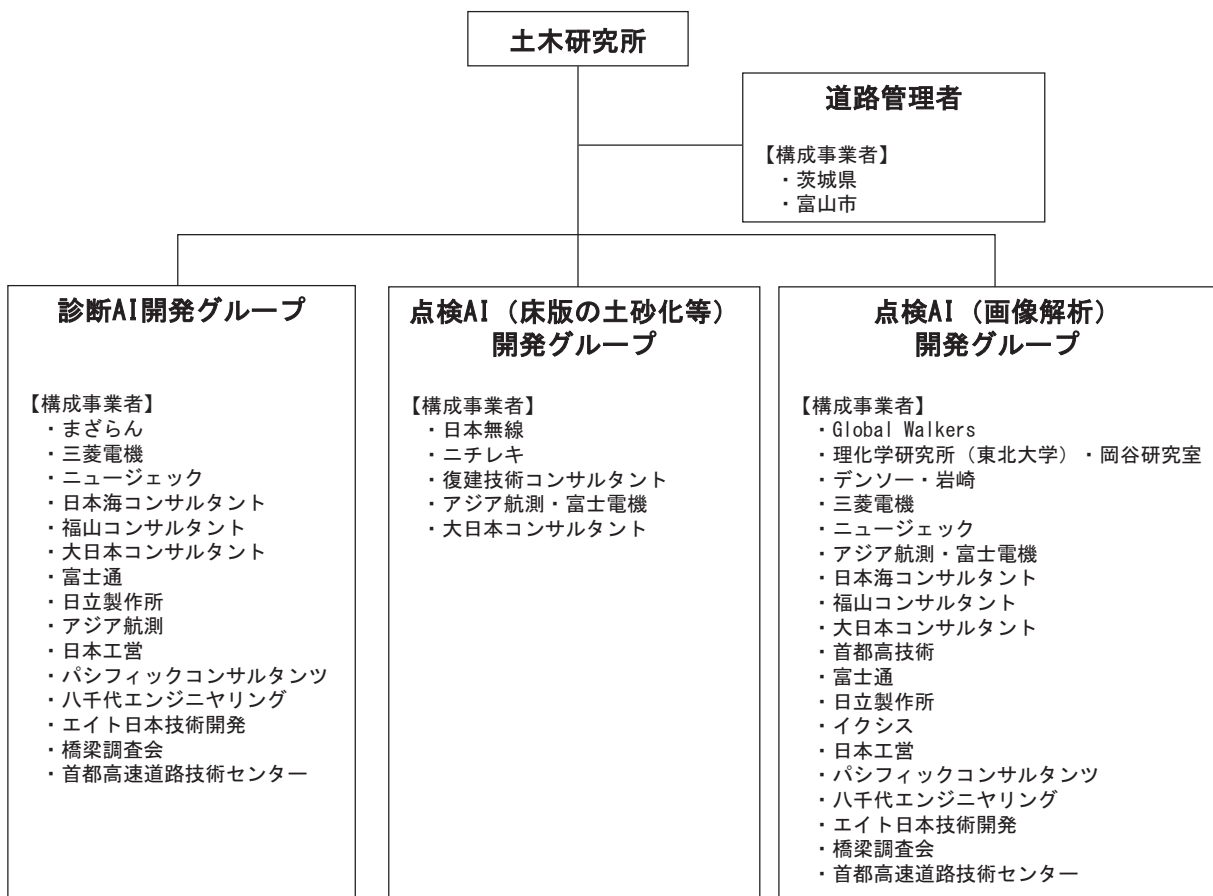 土木研究所
道路管理者
【構成事業者】
・茨城県
・富山市
診断AI開発グループ
【構成事業者】
・まざらん
・三菱電機
・ニュージェック
・日本海コンサルタント
・福山コンサルタント
・大日本コンサルタント
・富士通
・日立製作所
・アジア航測
・日本工営
・パシフィックコンサルタンツ
・八千代エンジニヤリング
・エイト日本技術開発
・橋梁調査会
・首都高速道路技術センター
点検AI（床版の土砂化等）
開発グループ
【構成事業者】
・日本無線
・ニチレキ
・復建技術コンサルタント
・アジア航測・富士電機
・大日本コンサルタント
点検AI（画像解析）
開発グループ
【構成事業者】
・Global Walkers
・理化学研究所（東北大学）・岡谷研究室
・デンソー・岩崎
・三菱電機
・ニュージェック
・アジア航測・富士電機
・日本海コンサルタント
・福山コンサルタント
・大日本コンサルタント
・首都高技術
・富士通
・日立製作所
・イクシス
・日本工営
・パシフィックコンサルタンツ
・八千代エンジニヤリング
・エイト日本技術開発
・橋梁調査会
・首都高速道路技術センター